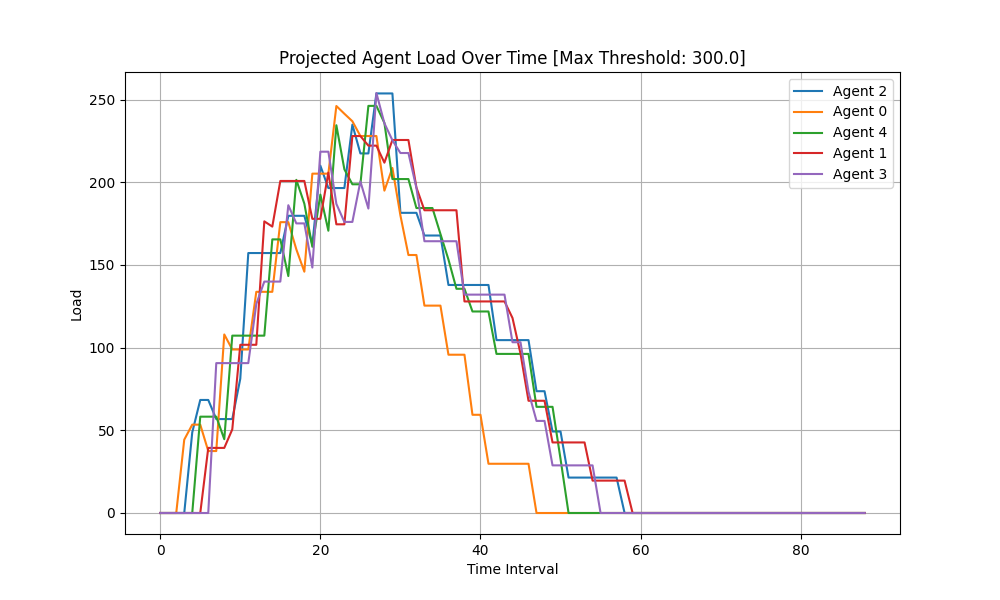 Projected Agent Load Over Time [Max Threshold: 300.0]
Agent 2
Agent 0
Agent 4
Agent 1
Agent 3
Load
250
200
150
100
50
0
0 20 40 60 80
Time Interval